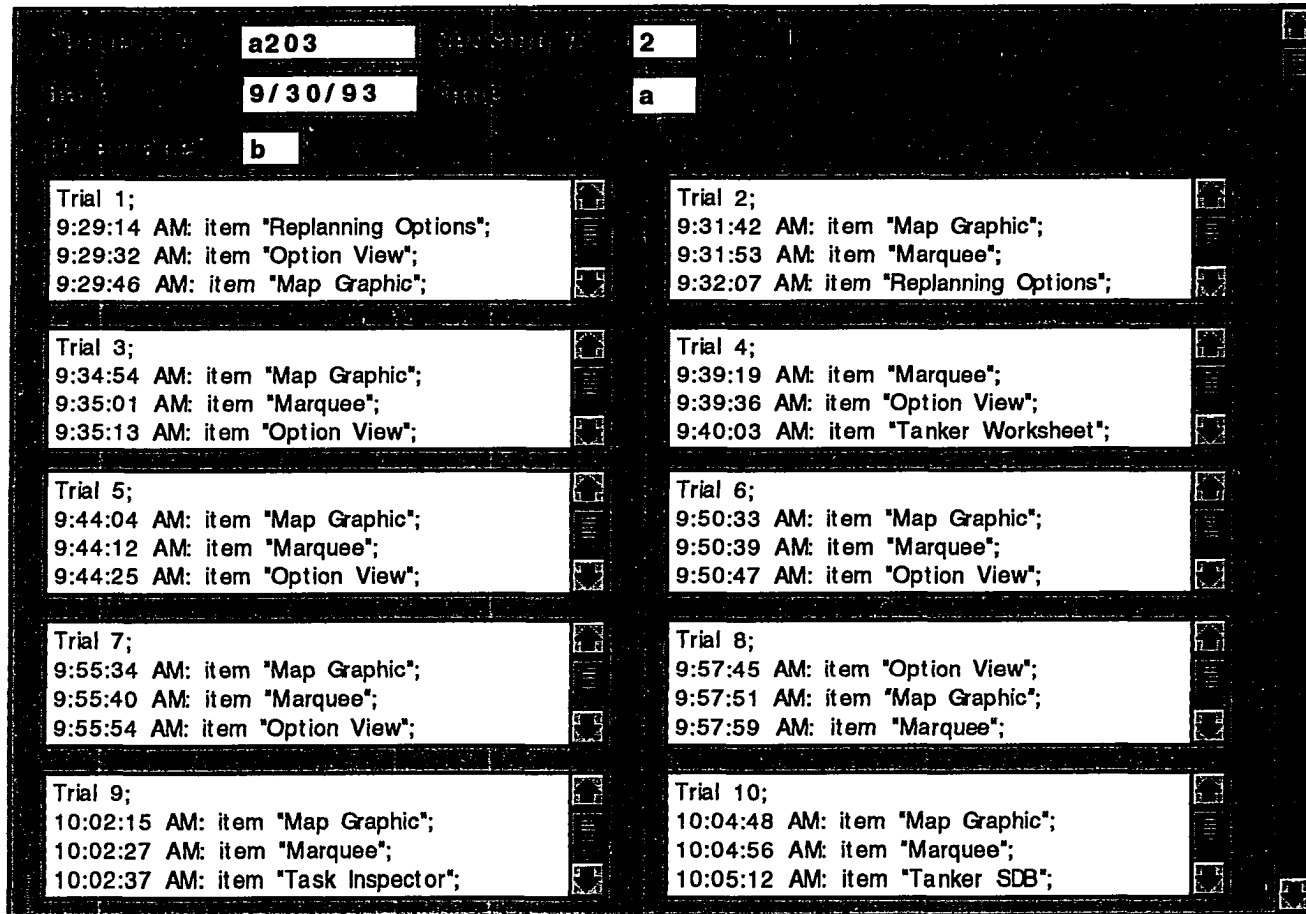 a203 2
9/30/93 a
b
Trial 1;
9:29:14 AM: item "Replanning Options";
9:29:32 AM: item "Option View";
9:29:46 AM: item "Map Graphic";
Trial 2;
9:31:42 AM: item "Map Graphic";
9:31:53 AM: item "Marquee";
9:32:07 AM: item "Replanning Options";
Trial 3;
9:34:54 AM: item "Map Graphic";
9:35:01 AM: item "Marquee";
9:35:13 AM: item "Option View";
Trial 4;
9:39:19 AM: item "Marquee";
9:39:36 AM: item "Option View";
9:40:03 AM: item "Tanker Worksheet";
Trial 5;
9:44:04 AM: item "Map Graphic";
9:44:12 AM: item "Marquee";
9:44:25 AM: item "Option View";
Trial 6;
9:50:33 AM: item "Map Graphic";
9:50:39 AM: item "Marquee";
9:50:47 AM: item "Option View";
Trial 7;
9:55:34 AM: item "Map Graphic";
9:55:40 AM: item "Marquee";
9:55:54 AM: item "Option View";
Trial 8;
9:57:45 AM: item "Option View";
9:57:51 AM: item "Map Graphic";
9:57:59 AM: item "Marquee";
Trial 9;
10:02:15 AM: item "Map Graphic";
10:02:27 AM: item "Marquee";
10:02:37 AM: item "Task Inspector";
Trial 10;
10:04:48 AM: item "Map Graphic";
10:04:56 AM: item "Marquee";
10:05:12 AM: item "Tanker SDB";